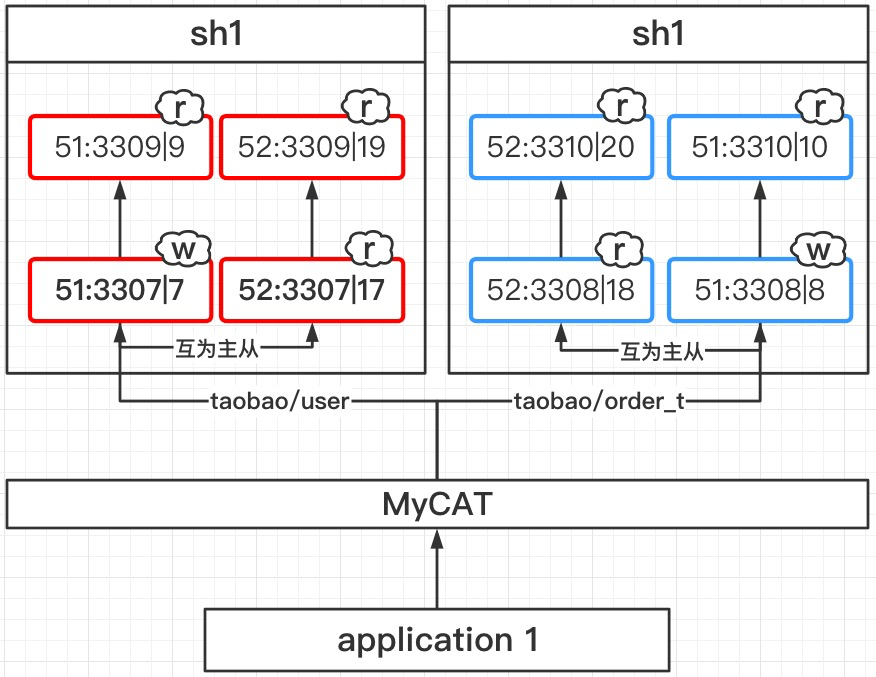 sh1
r
r
51:3309|9
52:3309|19
w
r
51:3307|7
52:3307|17
互为主从
taobao/user
sh1
r
r
52:3310|20
51:3310|10
r
w
52:3308|18
51:3308|8
互为主从
taobao/order_t
MyCAT
application 1